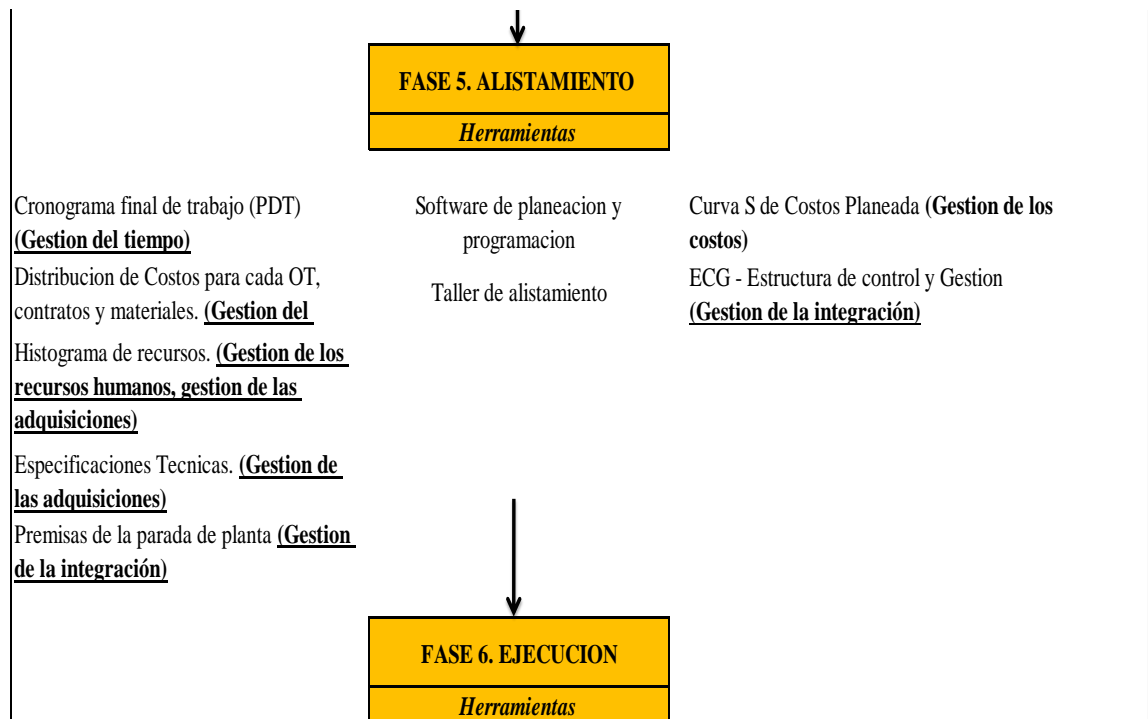 FASE 5. ALISTAMIENTO
Herramientas
Cronograma final de trabajo (PDT)
(Gestion del tiempo)
Distribucion de Costos para cada OT,
contratos y materiales. (Gestion del
Histograma de recursos. (Gestion de los
recursos humanos, gestion de las
adquisiciones)
Especificaciones Tecnicas. (Gestion de
las adquisiciones)
Premisas de la parada de planta (Gestion
de la integración)
Software de planeacion y
programacion
Taller de alistamiento
Curva S de Costos Planeada (Gestion de los
costos)
ECG - Estructura de control y Gestion
(Gestion de la integración)
FASE 6. EJECUCION
Herramientas